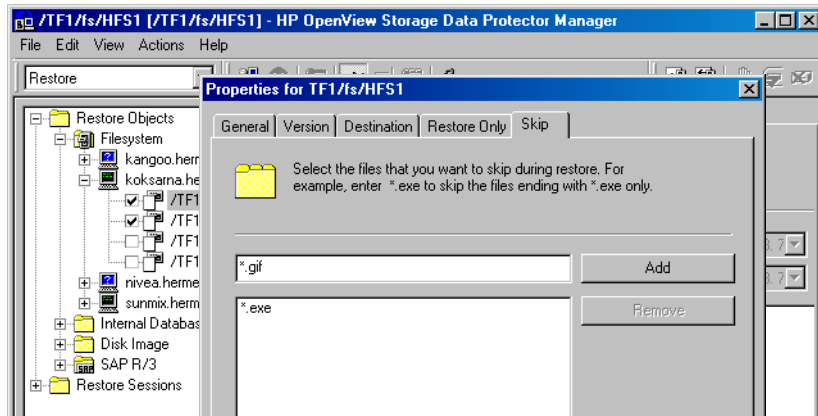 /TF1/fs/HFS1 [/TF1/fs/HFS1] - HP OpenView Storage Data Protector Manager
File Edit View Actions Help
Restore
Properties for TF1/fs/HFS1
General Version Destination Restore Only Skip
Select the files that you want to skip during restore. For
example, enter *.exe to skip the files ending with *.exe only.
*.gif
Add
*.exe
Remove
Restore Objects
Filesystem
kangoo.herr
koksarna.he
/TF1
/TF1
/TF1
/TF1
nivea.herme
sunmix.herm
Internal Databas
Disk Image
SAP R/3
Restore Sessions